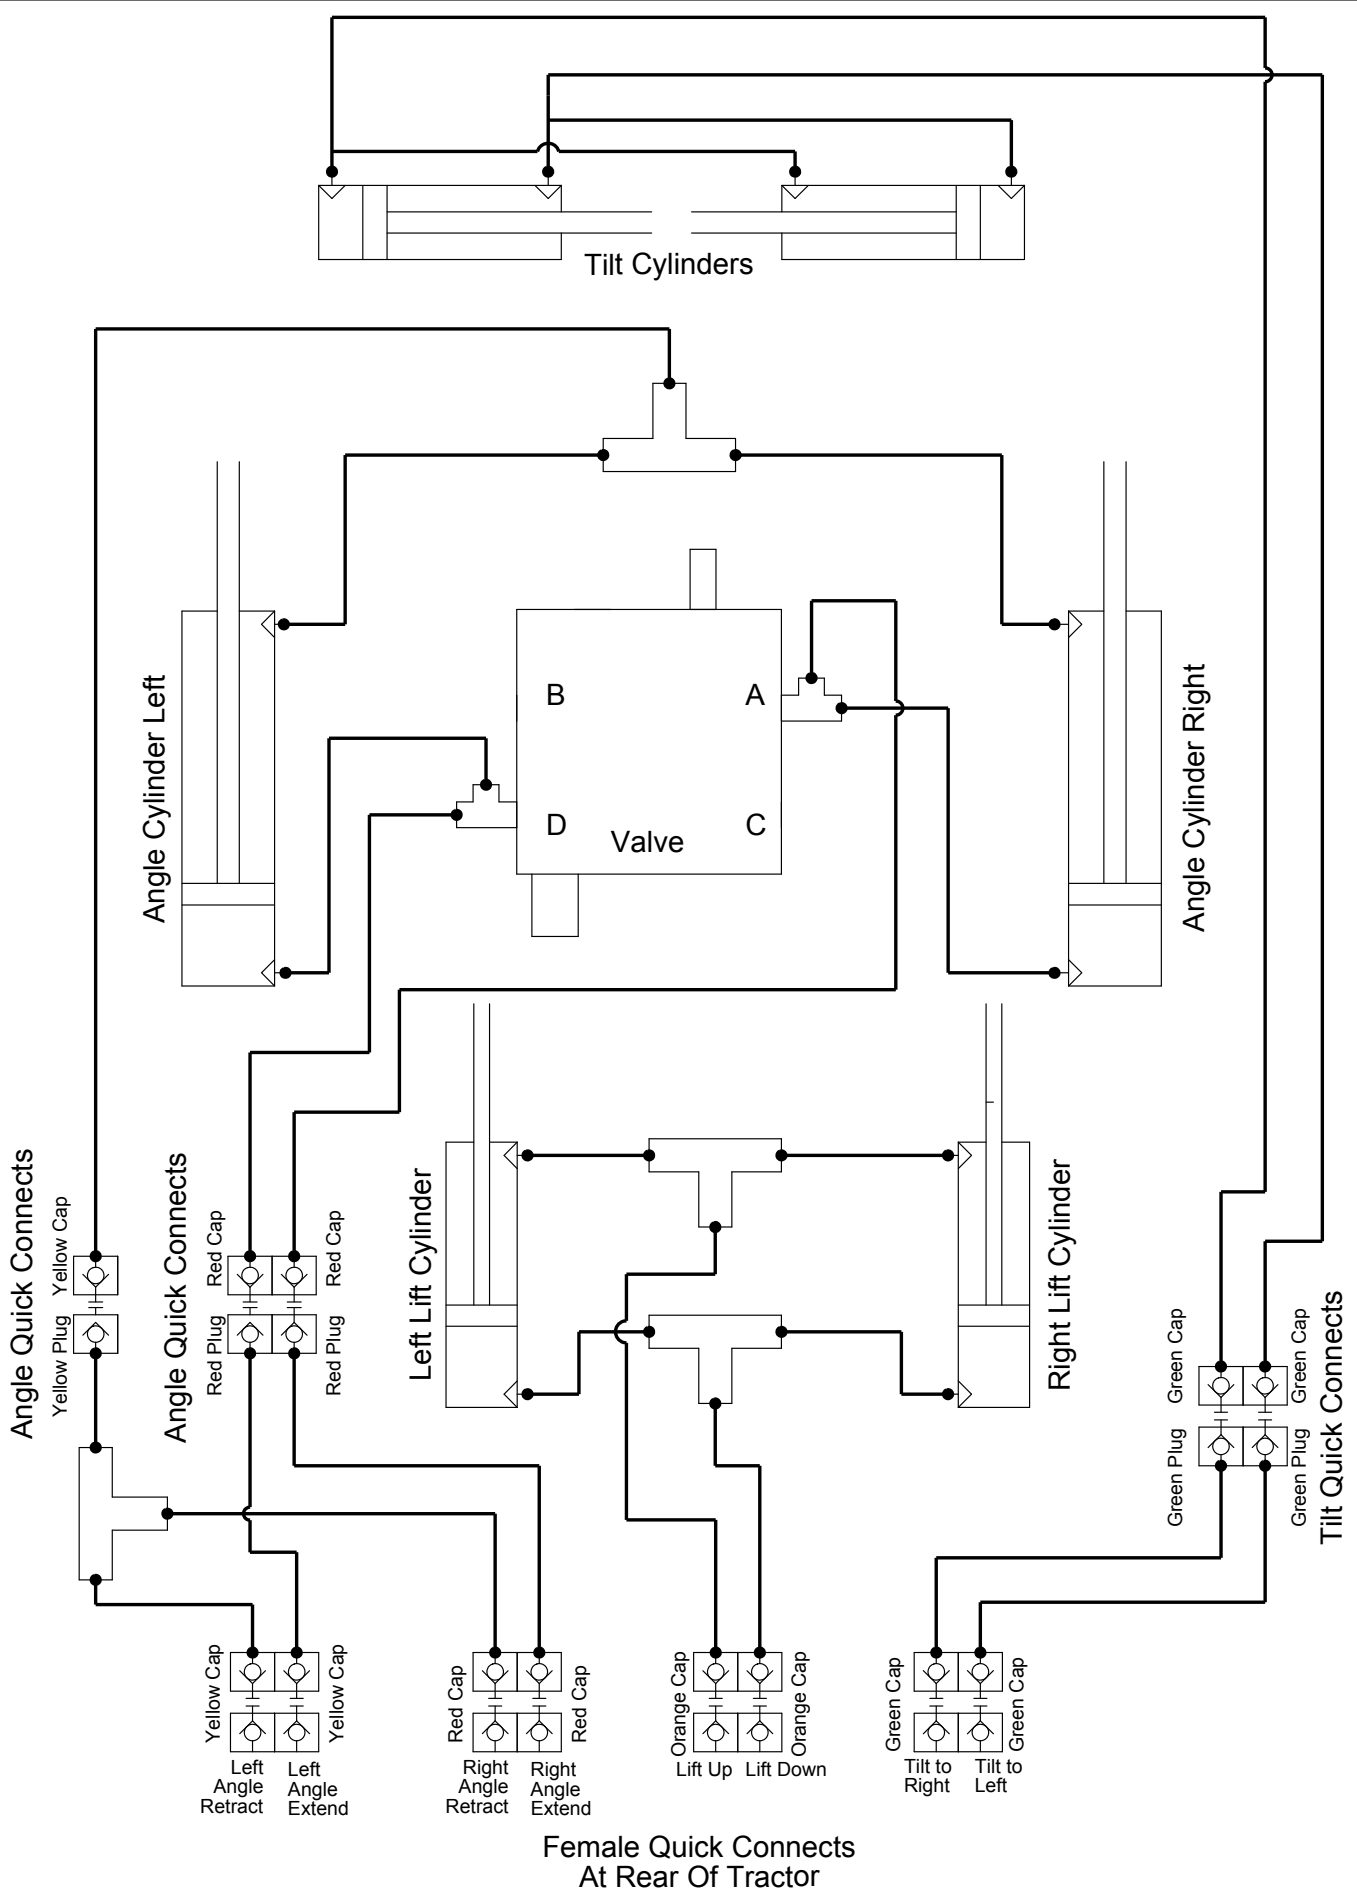 Tilt Cylinders
Angle Cylinder Left
B
A
D
C
Valve
Angle Cylinder Right
Angle Quick Connects
Yellow Cap
Yellow Plug
Angle Quick Connects
Red Cap
Red Plug
Red Cap
Red Plug
Left Lift Cylinder
Right Lift Cylinder
Green Cap
Green Plug
Green Cap
Green Plug
Tilt Quick Connects
Yellow Cap
Yellow Cap
Red Cap
Red Cap
Orange Cap
Orange Cap
Green Cap
Green Cap
Left
Angle
Retract
Left
Angle
Extend
Right
Angle
Retract
Right
Angle
Extend
Lift Up
Lift Down
Tilt to
Right
Tilt to
Left
Female Quick Connects
At Rear Of Tractor